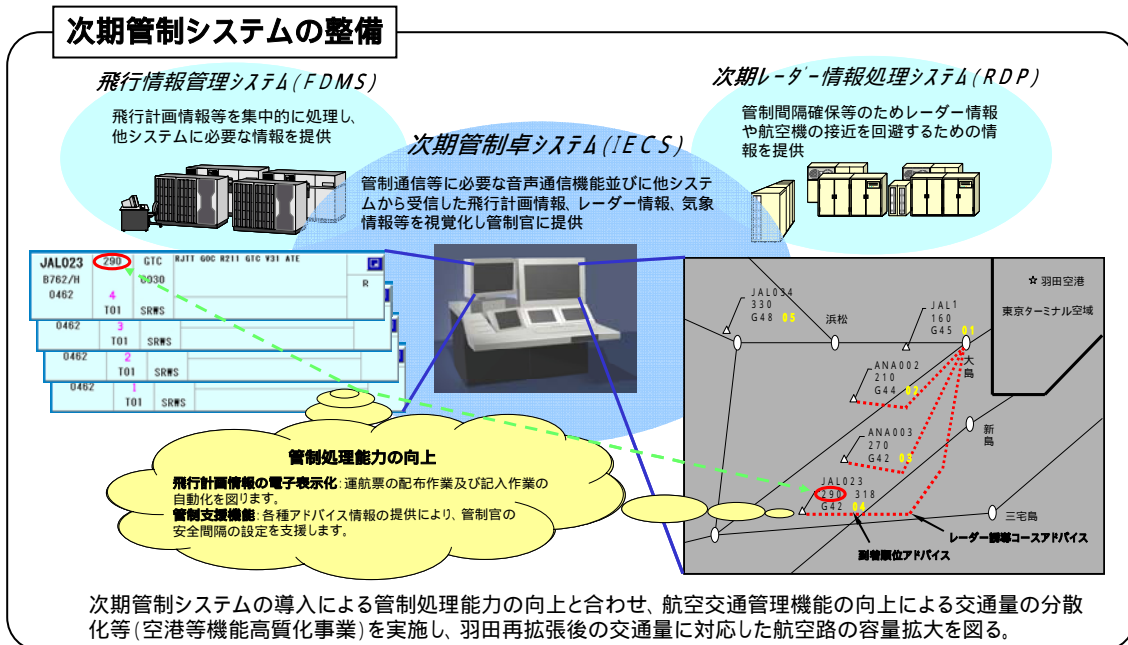 次期管制システムの整備
飛行情報管理システム(FDMS)
飛行計画情報等を集中的に処理し、
他システムに必要な情報を提供
次期レーダー情報処理システム(RDP)
管制間隔確保等のためレーダー情報
や航空機の接近を回避するための情
報を提供
次期管制卓システム(IECS)
管制通信等に必要な音声通信機能並びに他システ
ムから受信した飛行計画情報、レーダー情報、気象
情報等を視覚化し管制官に提供
JAL023 290 GTC RJTT GOC R211 GTC V31 ATE
B762/H 0930 R
0462 4
T01 SRWS
0462 3
T01 SRWS
0462 2
T01 SRWS
0462 1
T01 SRWS
管制処理能力の向上
飛行計画情報の電子表示化:運航票の配布作業及び記入作業の
自動化を図ります。
管制支援機能:各種アドバイス情報の提供により、管制官の
安全間隔の設定を支援します。
☆羽田空港
東京ターミナル空域
JAL034
330
G48 05
浜松
JAL1
160
G45 01
大島
ANA002
210
G44 02
新島
ANA003
270
G42 03
JAL023
290 318
G42 04
三宅島
レーダー誘導コースアドバイス
到着順位アドバイス
次期管制システムの導入による管制処理能力の向上と合わせ、航空交通管理機能の向上による交通量の分散
化等(空港等機能高質化事業)を実施し、羽田再拡張後の交通量に対応した航空路の容量拡大を図る。